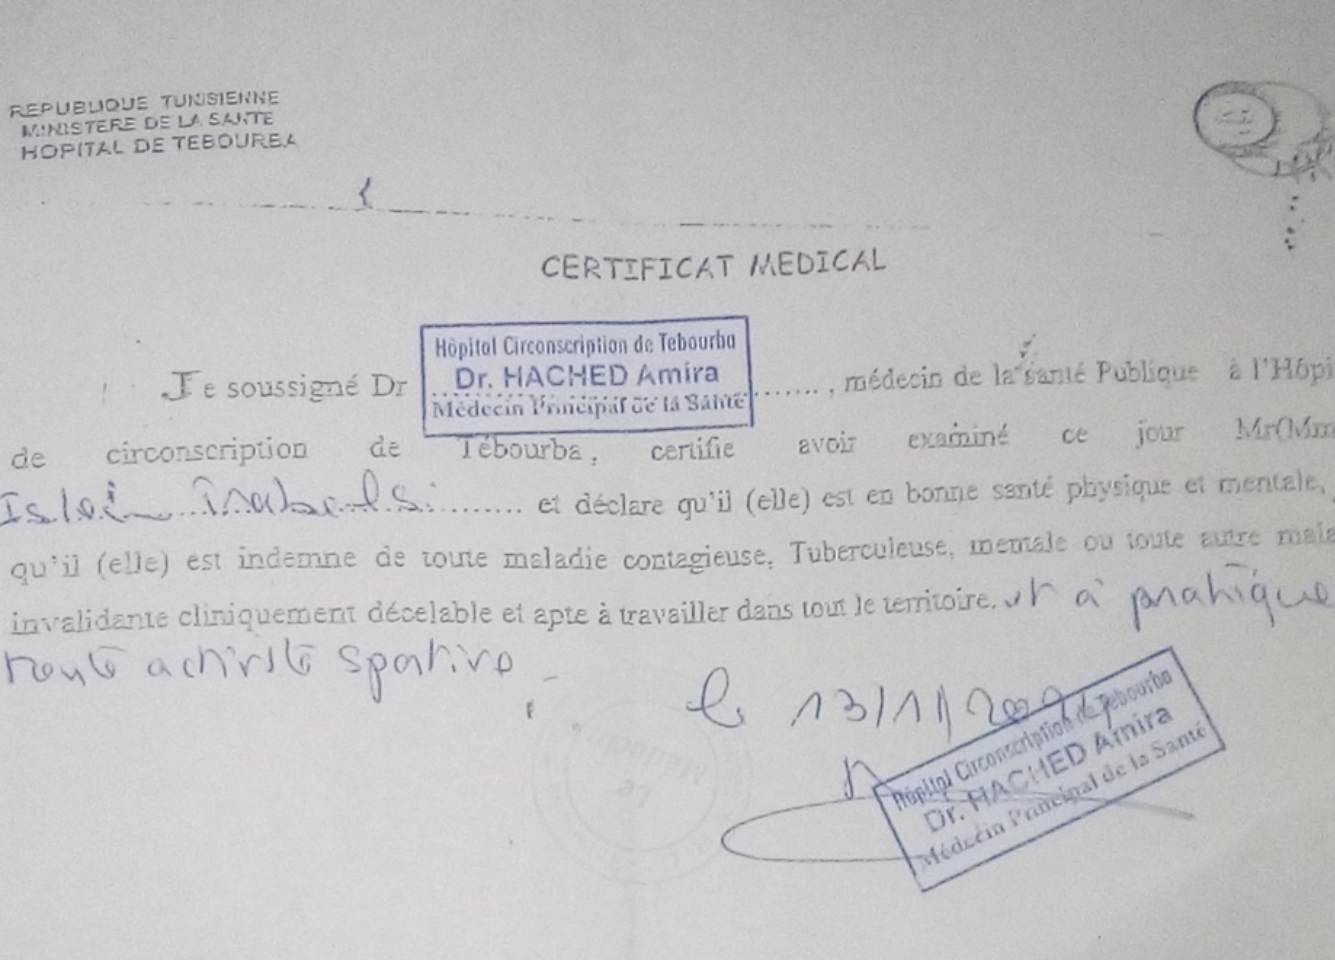 REPUBLIQUE TUNISIENNE
MINISTERE DE LA SANTE
HOPITAL DE TEBOURBA
CERTIFICAT MEDICAL
Hôpital Circonscription de Tebourba
Dr. HACHED Amira
Médecin Principal de la Santé
Je soussigné Dr ........, médecin de la santé Publique à l'Hôpi
de circonscription de Tébourba, certifie avoir examiné ce jour Mr(Mm
........ et déclare qu'il (elle) est en bonne santé physique et mentale,
qu'il (elle) est indemne de toute maladie contagieuse, Tuberculeuse, mentale ou toute autre mala
invalidante cliniquement décelable et apte à travailler dans tout le territoire. et à pratique
toute activité sportive
le 13/11/
Hôpital Circonscription de Tebourba
Dr. HACHED Amira
Médecin Principal de la Santé
Le
Médecin